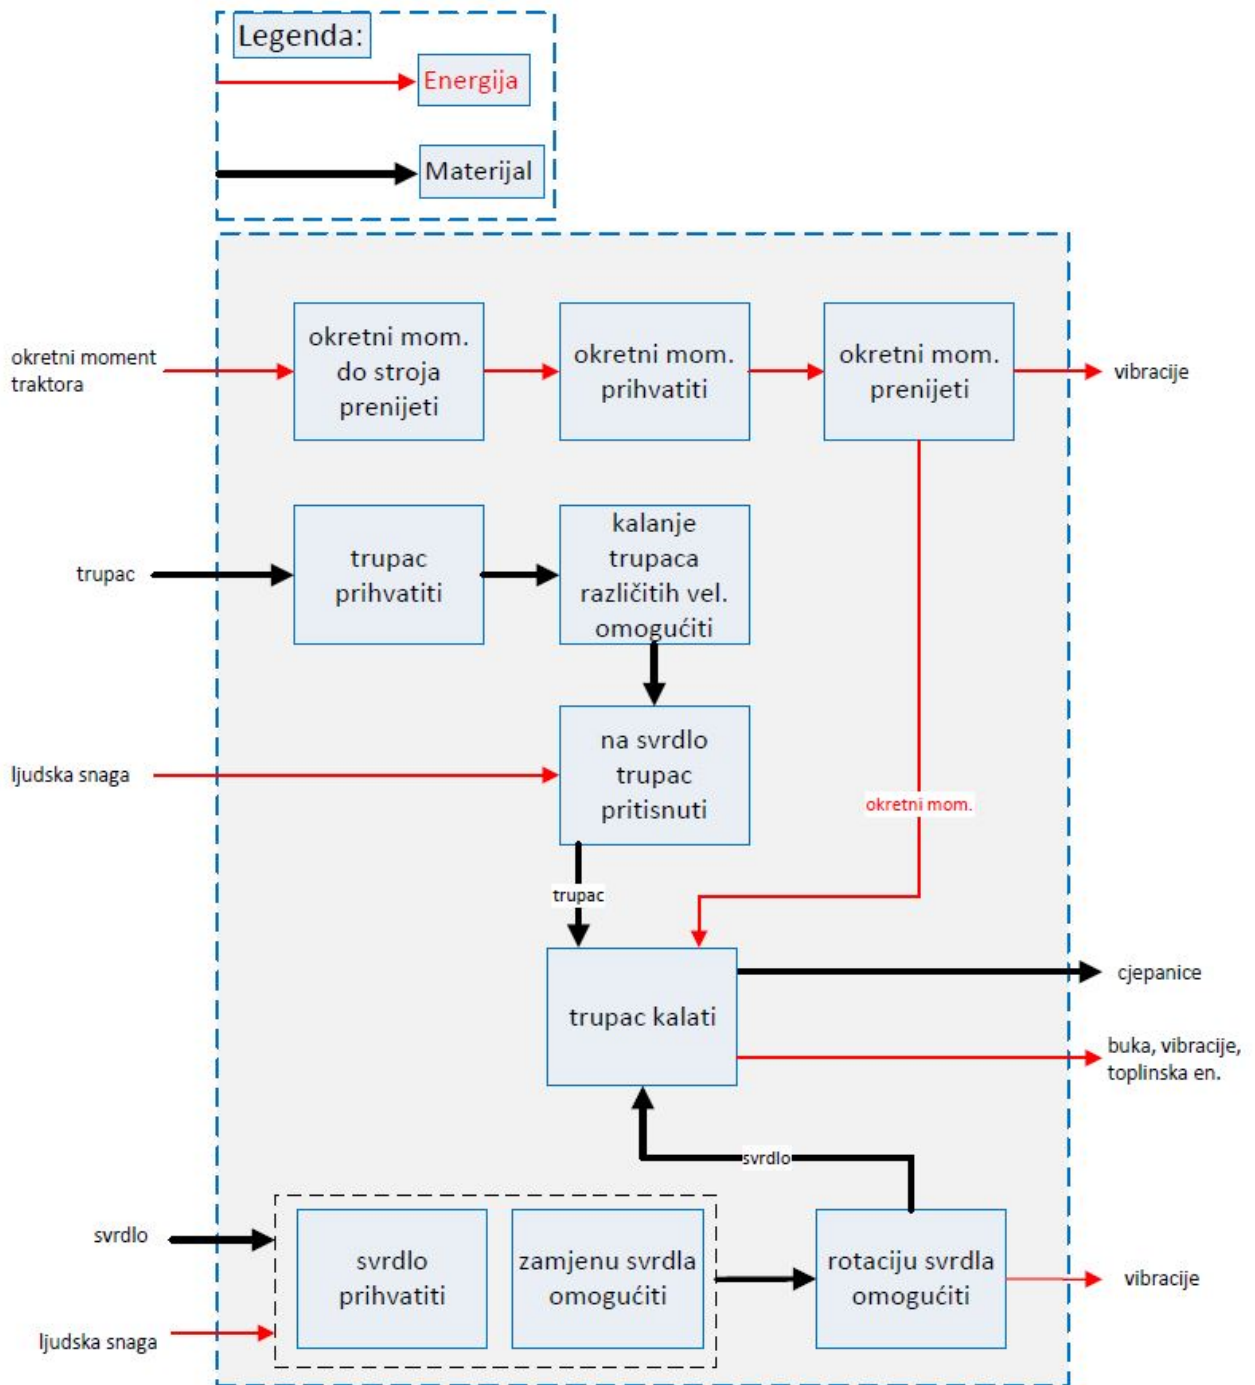 Legenda:
Energija
Materijal
okretni moment
traktora
okretni mom.
do stroja
prenijeti
okretni mom.
prihvatiti
okretni mom.
prenijeti
vibracije
trupac
trupac
prihvatiti
kalanje
trupaca
različitih vel.
omogućiti
ljudska snaga
na svrdlo
trupac
pritisnuti
okretni mom.
trupac
trupac kalati
cjepanice
buka, vibracije,
toplinska en.
svrdlo
svrdlo
ljudska snaga
svrdlo
prihvatiti
zamjenu svrdla
omogućiti
rotaciju svrdla
omogućiti
vibracije